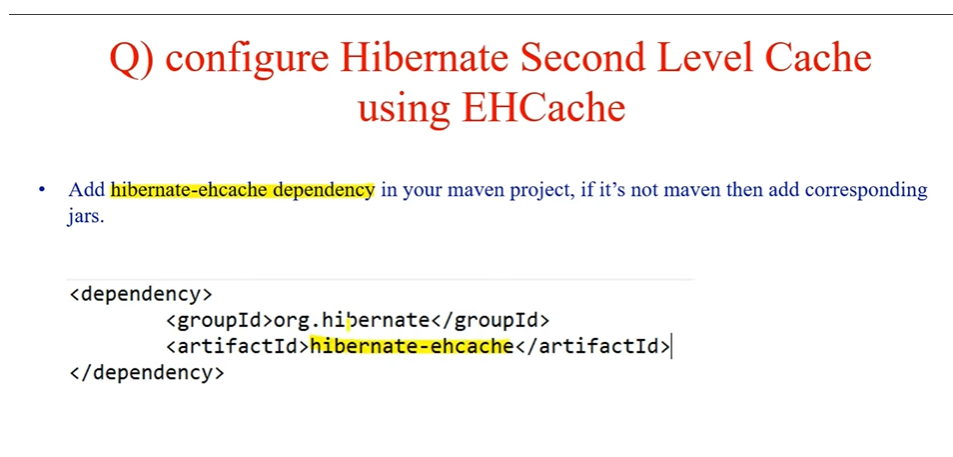 Q) configure Hibernate Second Level Cache
using EHCache
• Add hibernate-ehcache dependency in your maven project, if it’s not maven then add corresponding
jars.
<dependency>
<groupId>org.hibernate</groupId>
<artifactId>hibernate-ehcache</artifactId>
</dependency>